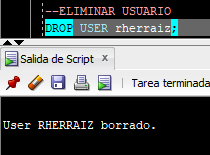 --ELIMINAR USUARIO
DROP USER rherraiz;
Salida de Script x
Tarea terminada
User RHERRAIZ borrado.